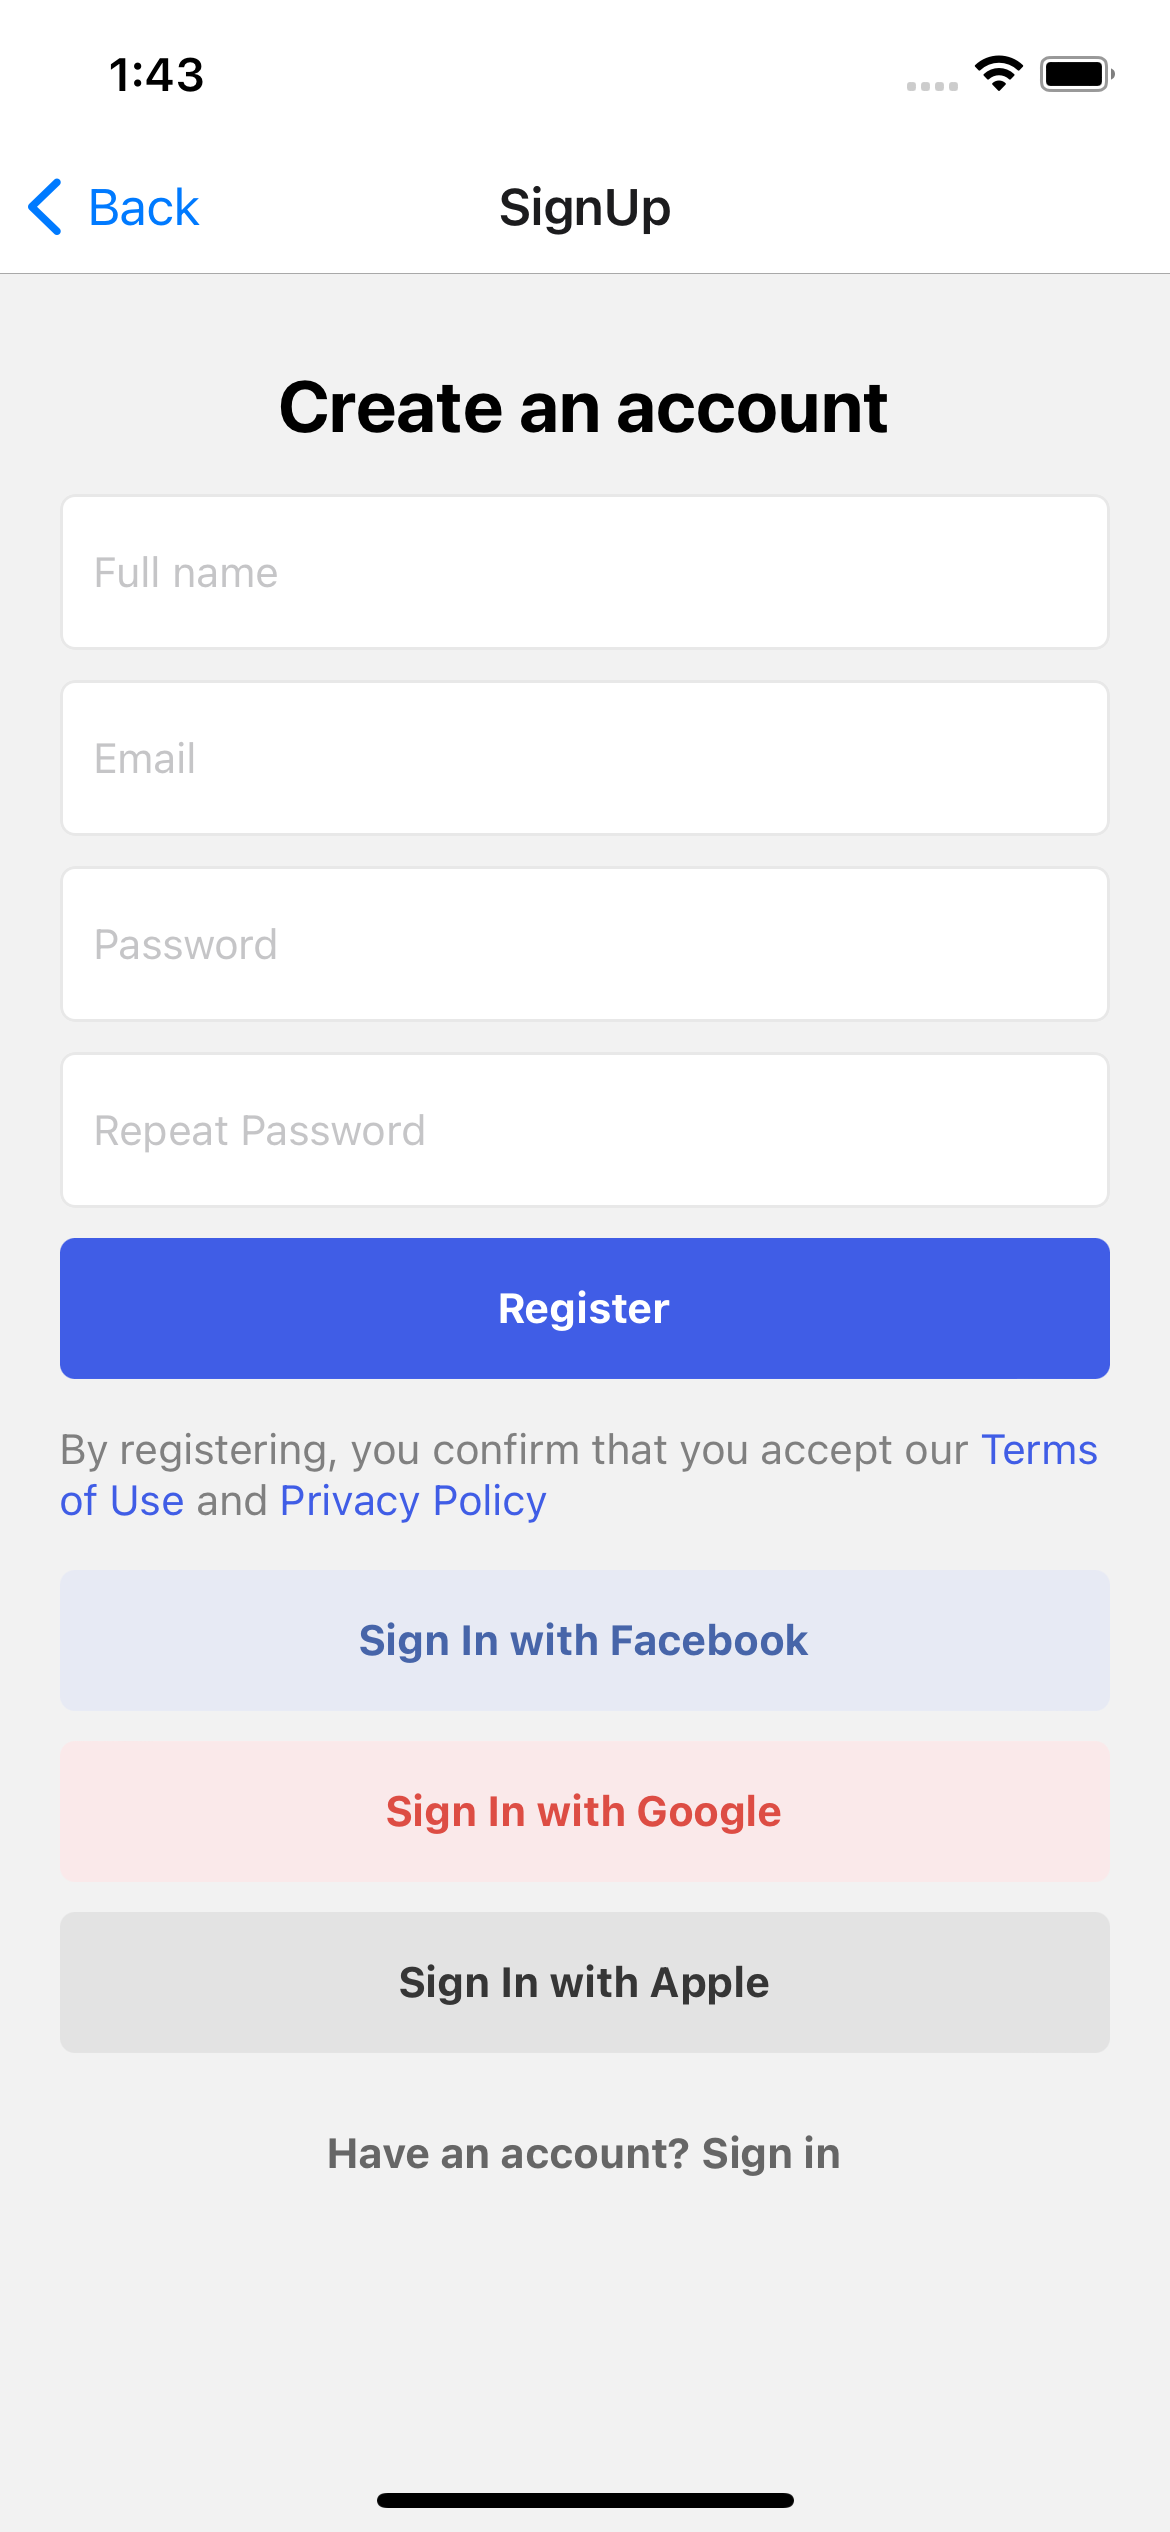 1:43
Back
SignUp
Create an account
Full name
Email
Password
Repeat Password
Register
By registering, you confirm that you accept our Terms
of Use and Privacy Policy
Sign In with Facebook
Sign In with Google
Sign In with Apple
Have an account? Sign in